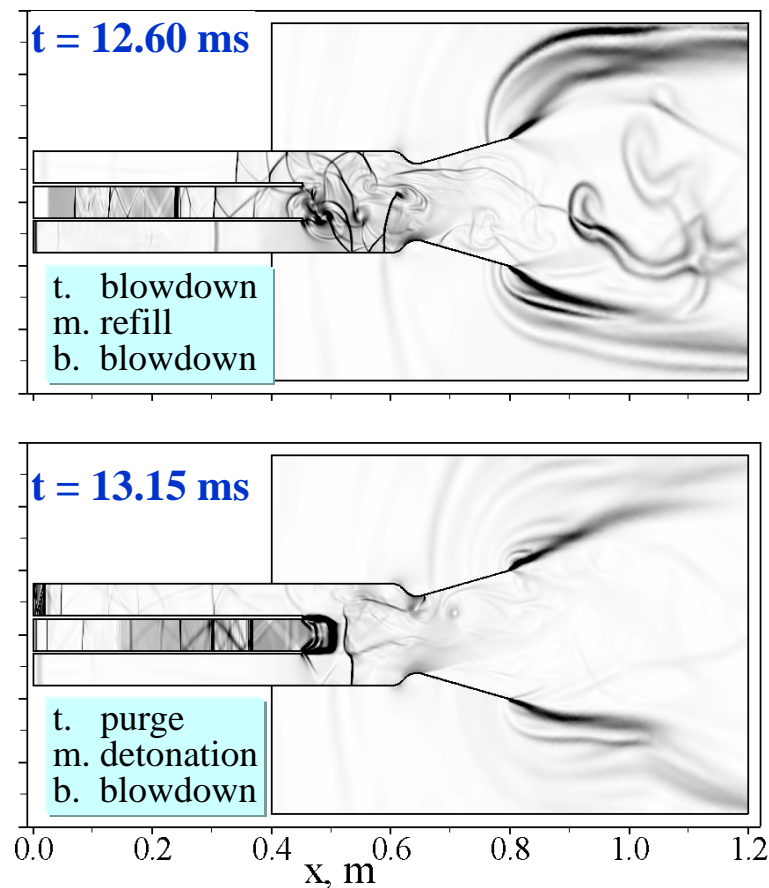 t = 12.60 ms
t. blowdown
m. refill
b. blowdown
t = 13.15 ms
t. purge
m. detonation
b. blowdown
0.0 0.2 0.4 0.6 0.8 1.0 1.2
x, m